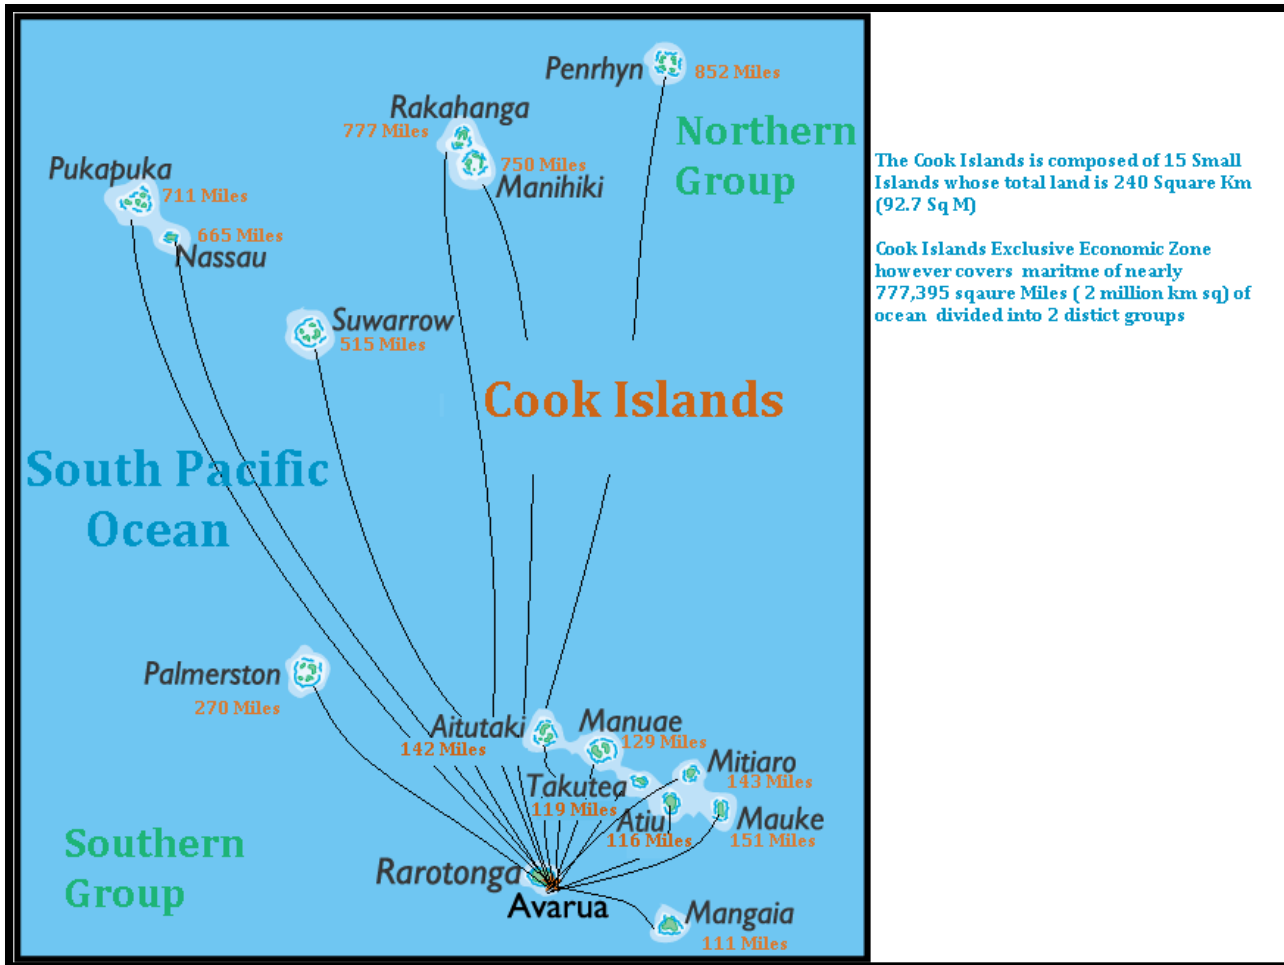 Penrhyn
852 Miles
Rakahanga
777 Miles
Northern
Group
750 Miles
Manihiki
Pukapuka
711 Miles
665 Miles
Nassau
Suwarrow
515 Miles
Cook Islands
South Pacific
Ocean
Palmerston
270 Miles
Aitutaki
142 Miles
Manuae
129 Miles
Mitiaro
143 Miles
Takutea
119 Miles
Atiu
116 Miles
Mauke
151 Miles
Southern
Group
Rarotonga
Avarua
Mangaia
111 Miles
The Cook Islands is composed of 15 Small
Islands whose total land is 240 Square Km
(92.7 Sq M)
Cook Islands Exclusive Economic Zone
however covers maritme of nearly
777,395 sqaure Miles ( 2 million km sq) of
ocean divided into 2 distict groups